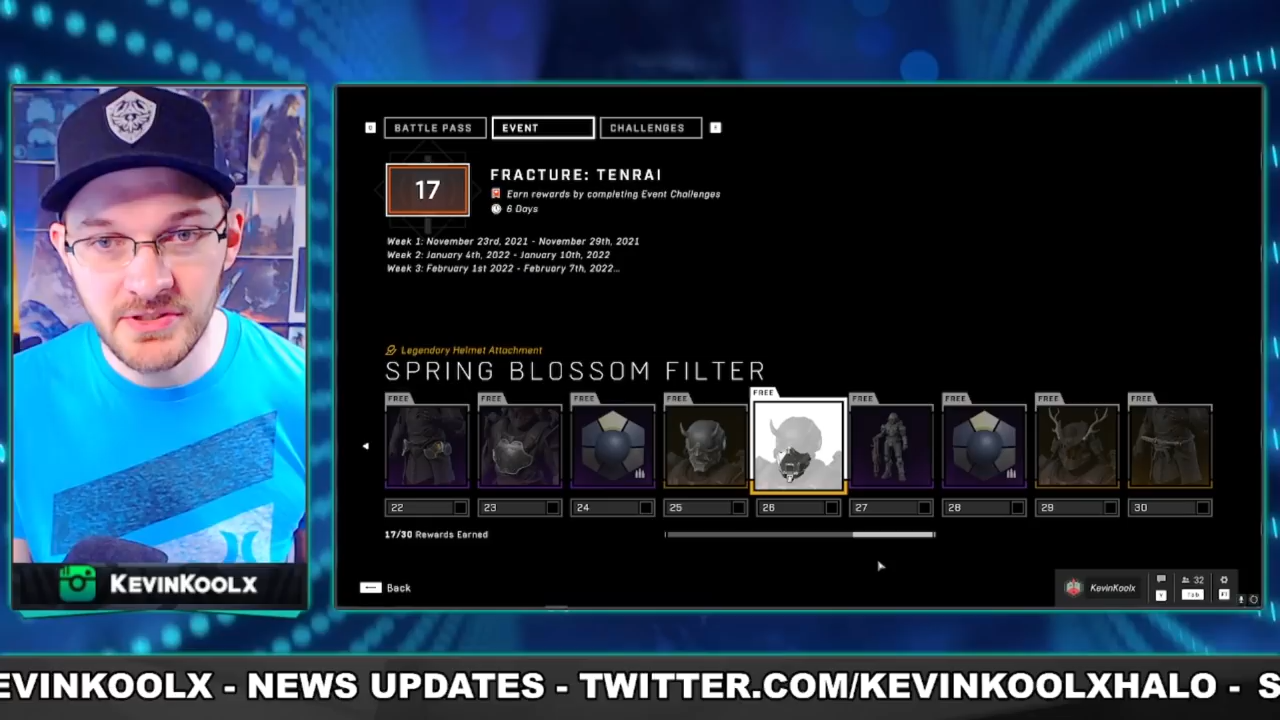 BATTLE PASS
EVENT
CHALLENGES
17
FRACTURE: TENRAI
Earn rewards by completing Event Challenges
6 Days
Week 1: November 23rd, 2021 - November 29th, 2021
Week 2: January 4th, 2022 - January 10th, 2022
Week 3: February 1st 2022 - February 7th, 2022...
Legendary Helmet Attachment
SPRING BLOSSOM FILTER
FREE FREE FREE FREE FREE FREE FREE FREE FREE
22 23 24 25 26 27 28 29 30
17/30 Rewards Earned
Back
KevinKoolx
32
Tab
KEVINKOOLX
EVINKOOLX - NEWS UPDATES - TWITTER.COM/KEVINKOOLXHALO - S